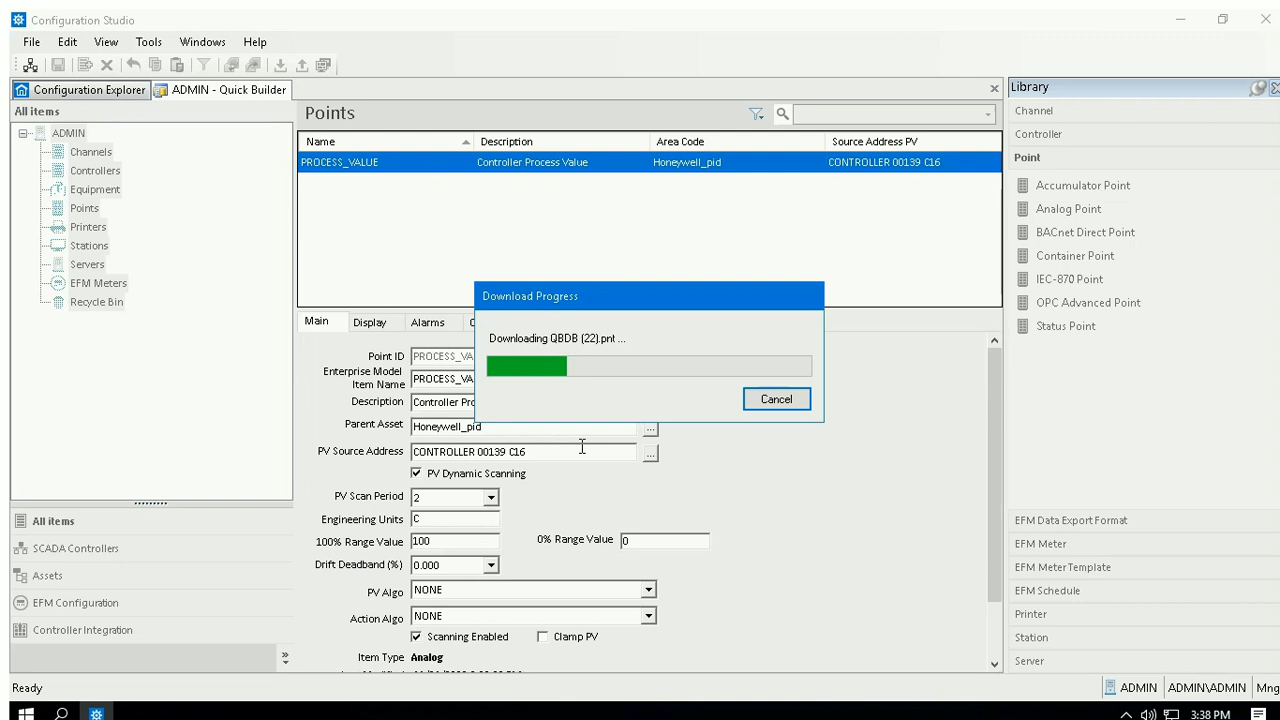 Configuration Studio
File Edit View Tools Windows Help
Configuration Explorer ADMIN - Quick Builder
All items
ADMIN
Channels
Controllers
Equipment
Points
Printers
Stations
Servers
EFM Meters
Recycle Bin
All items
SCADA Controllers
Assets
EFM Configuration
Controller Integration
Points
Name Description Area Code Source Address PV
PROCESS_VALUE Controller Process Value Honeywell_pid CONTROLLER 00139 C16
Download Progress
Downloading QBDB (22).pnt ...
Cancel
Main Display Alarms
Point ID PROCESS_VA
Enterprise Model
Item Name PROCESS_VA
Description Controller Pro
Parent Asset Honeywell_pid ...
PV Source Address CONTROLLER 00139 C16 ...
PV Dynamic Scanning
PV Scan Period 2
Engineering Units C
100% Range Value 100 0% Range Value 0
Drift Deadband (%) 0.000
PV Algo NONE
Action Algo NONE
Scanning Enabled Clamp PV
Item Type Analog
Library
Channel
Controller
Point
Accumulator Point
Analog Point
BACnet Direct Point
Container Point
IEC-870 Point
OPC Advanced Point
Status Point
EFM Data Export Format
EFM Meter
EFM Meter Template
EFM Schedule
Printer
Station
Server
Ready ADMIN ADMIN\ADMIN Mng
3:38 PM